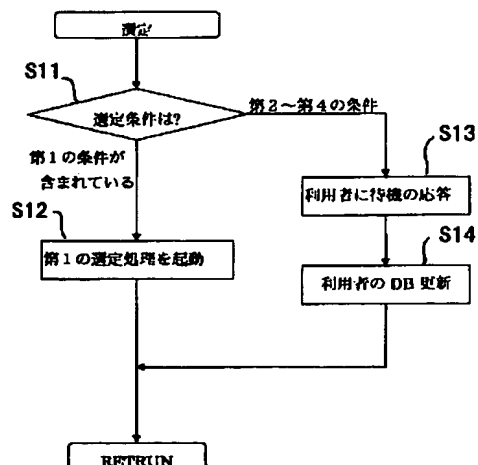 選定
S11
選定条件は?
第2～第4の条件
第1の条件が
含まれている
S13
利用者に待機の応答
S12
第1の選定処理を起動
S14
利用者の DB 更新
RETRUN